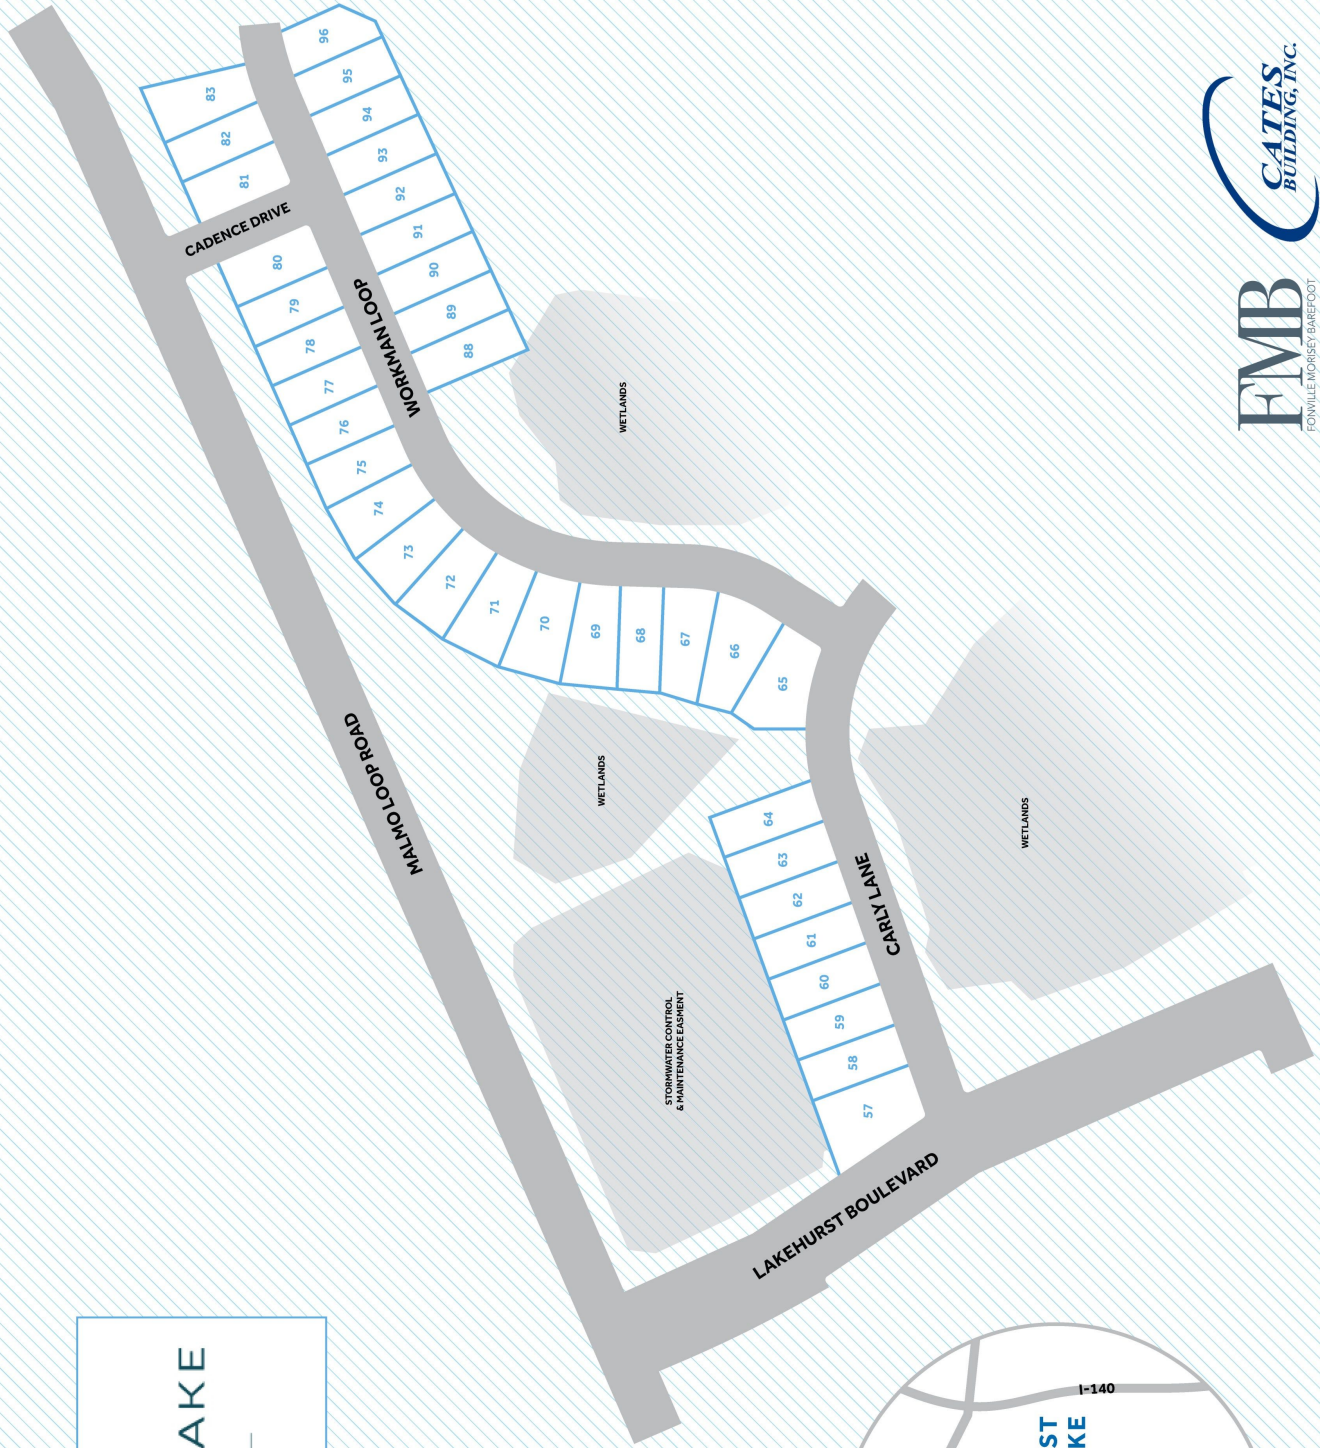 96
95
94
93
92
91
90
89
88
83
82
81
CADENCE DRIVE
80
79
78
77
76
75
74
73
72
71
70
69
68
67
66
65
WORKMAN LOOP
WETLANDS
MALMO LOOP ROAD
WETLANDS
WETLANDS
64
63
62
61
60
59
58
57
CARLY LANE
STORMWATER CONTROL
& MAINTENANCE EASMENT
LAKEHURST BOULEVARD
CATES
BUILDING, INC.
FMB
FONVILLE MORISEY BAREFOOT
AKE
I-140
ST
KE